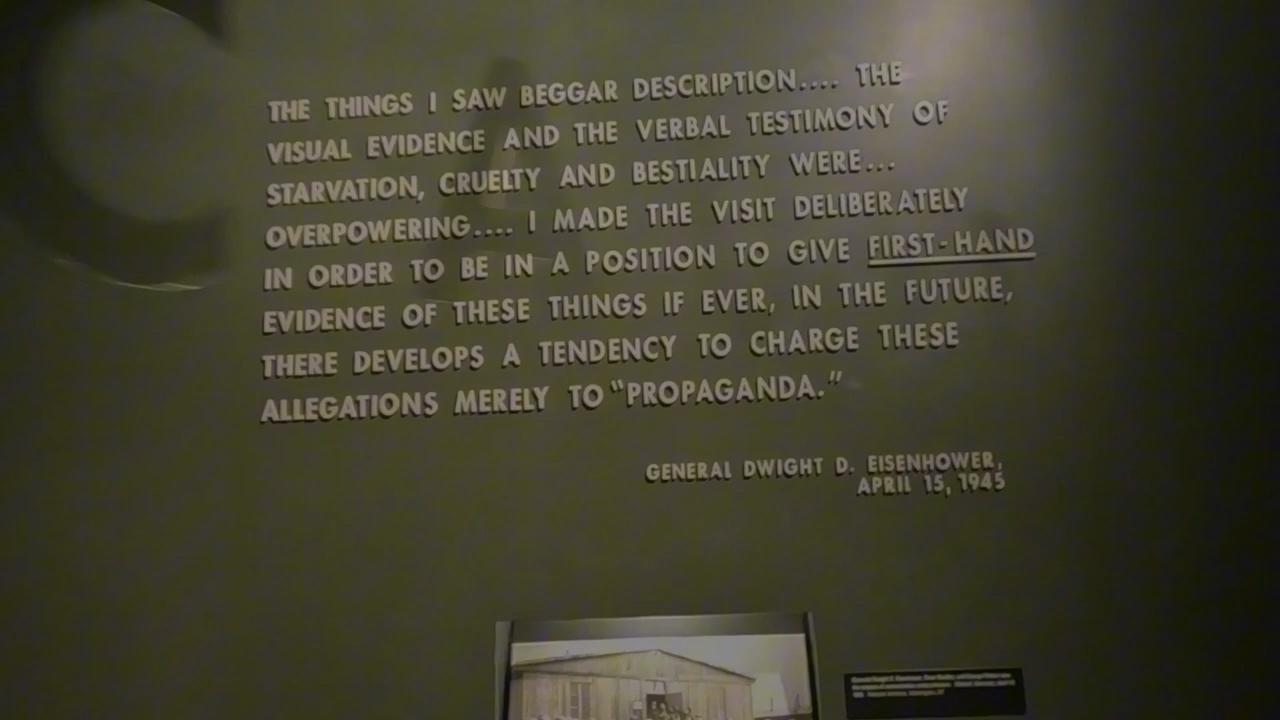 THE THINGS I SAW BEGGAR DESCRIPTION.... THE
VISUAL EVIDENCE AND THE VERBAL TESTIMONY OF
STARVATION, CRUELTY AND BESTIALITY WERE...
OVERPOWERING.... I MADE THE VISIT DELIBERATELY
IN ORDER TO BE IN A POSITION TO GIVE FIRST-HAND
EVIDENCE OF THESE THINGS IF EVER, IN THE FUTURE,
THERE DEVELOPS A TENDENCY TO CHARGE THESE
ALLEGATIONS MERELY TO "PROPAGANDA."
GENERAL DWIGHT D. EISENHOWER,
APRIL 15, 1945